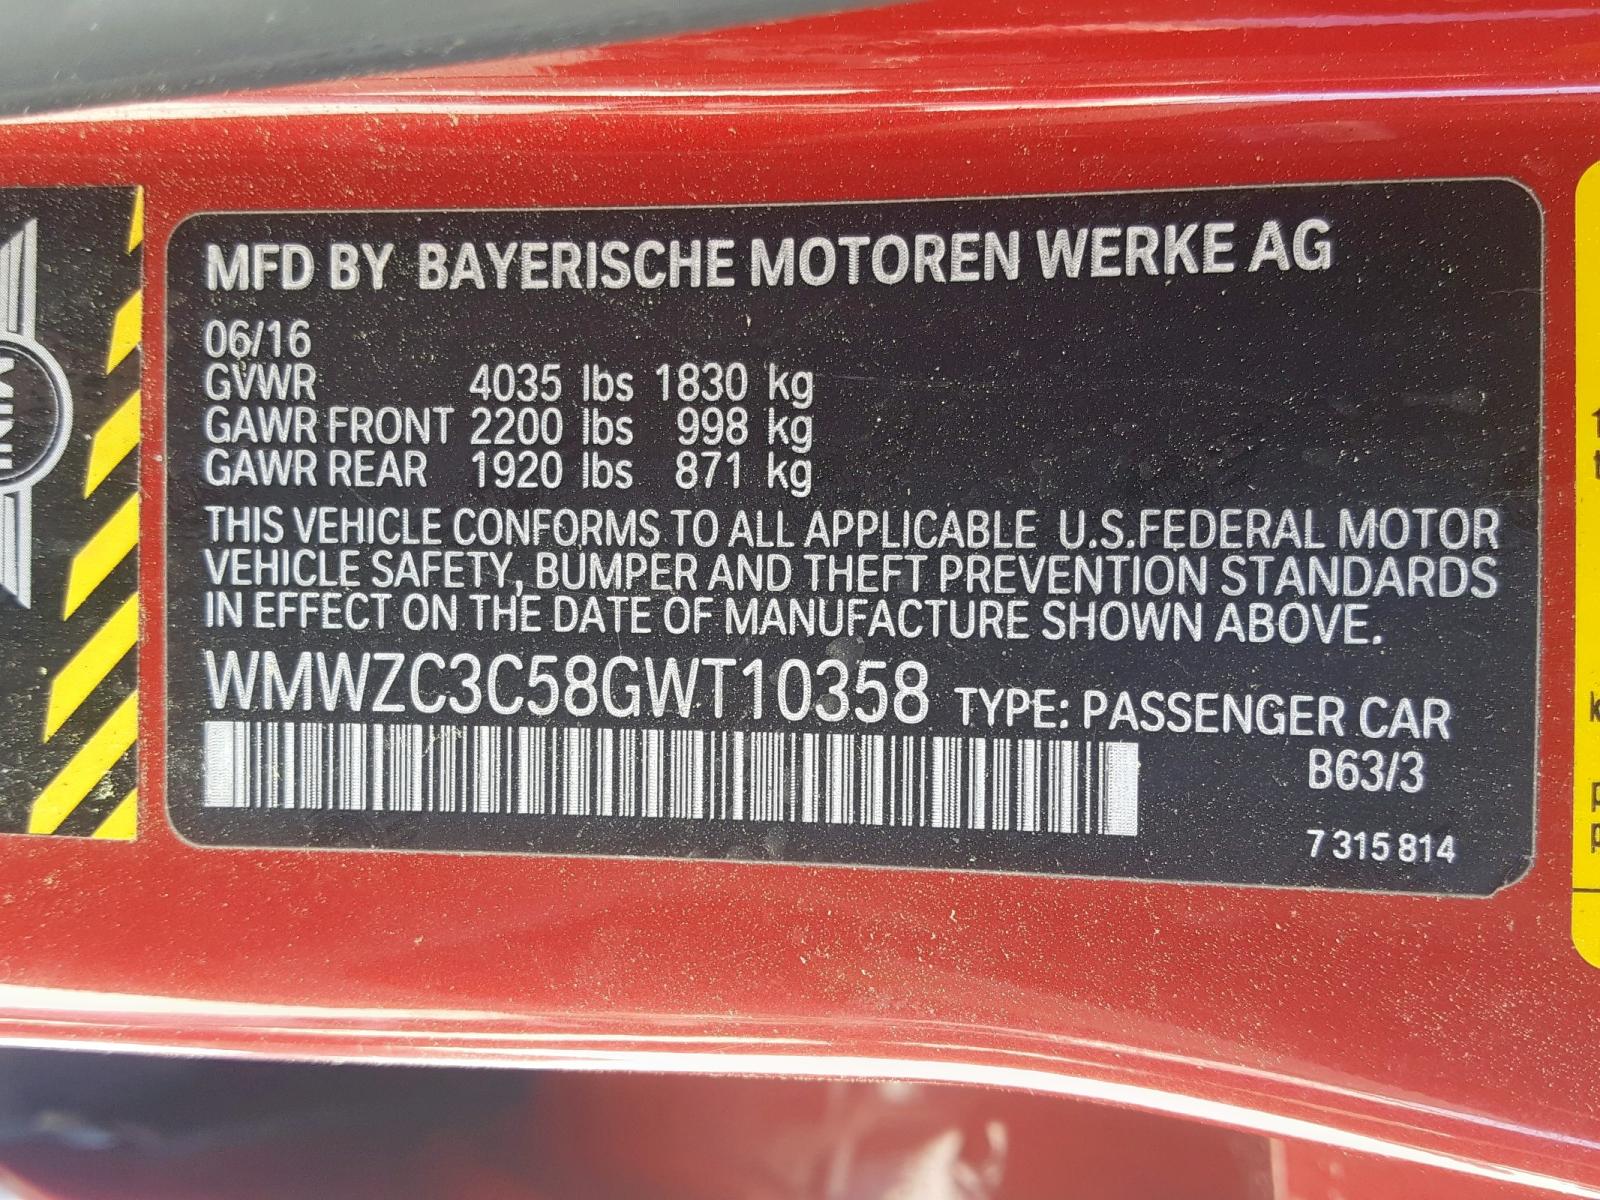 MFD BY BAYERISCHE MOTOREN WERKE AG
06/16
GVWR 4035 lbs 1830 kg
GAWR FRONT 2200 lbs 998 kg
GAWR REAR 1920 lbs 871 kg
THIS VEHICLE CONFORMS TO ALL APPLICABLE U.S.FEDERAL MOTOR
VEHICLE SAFETY, BUMPER AND THEFT PREVENTION STANDARDS
IN EFFECT ON THE DATE OF MANUFACTURE SHOWN ABOVE.
WMWZC3C58GWT10358 TYPE: PASSENGER CAR
B63/3
7 315 814
MINI